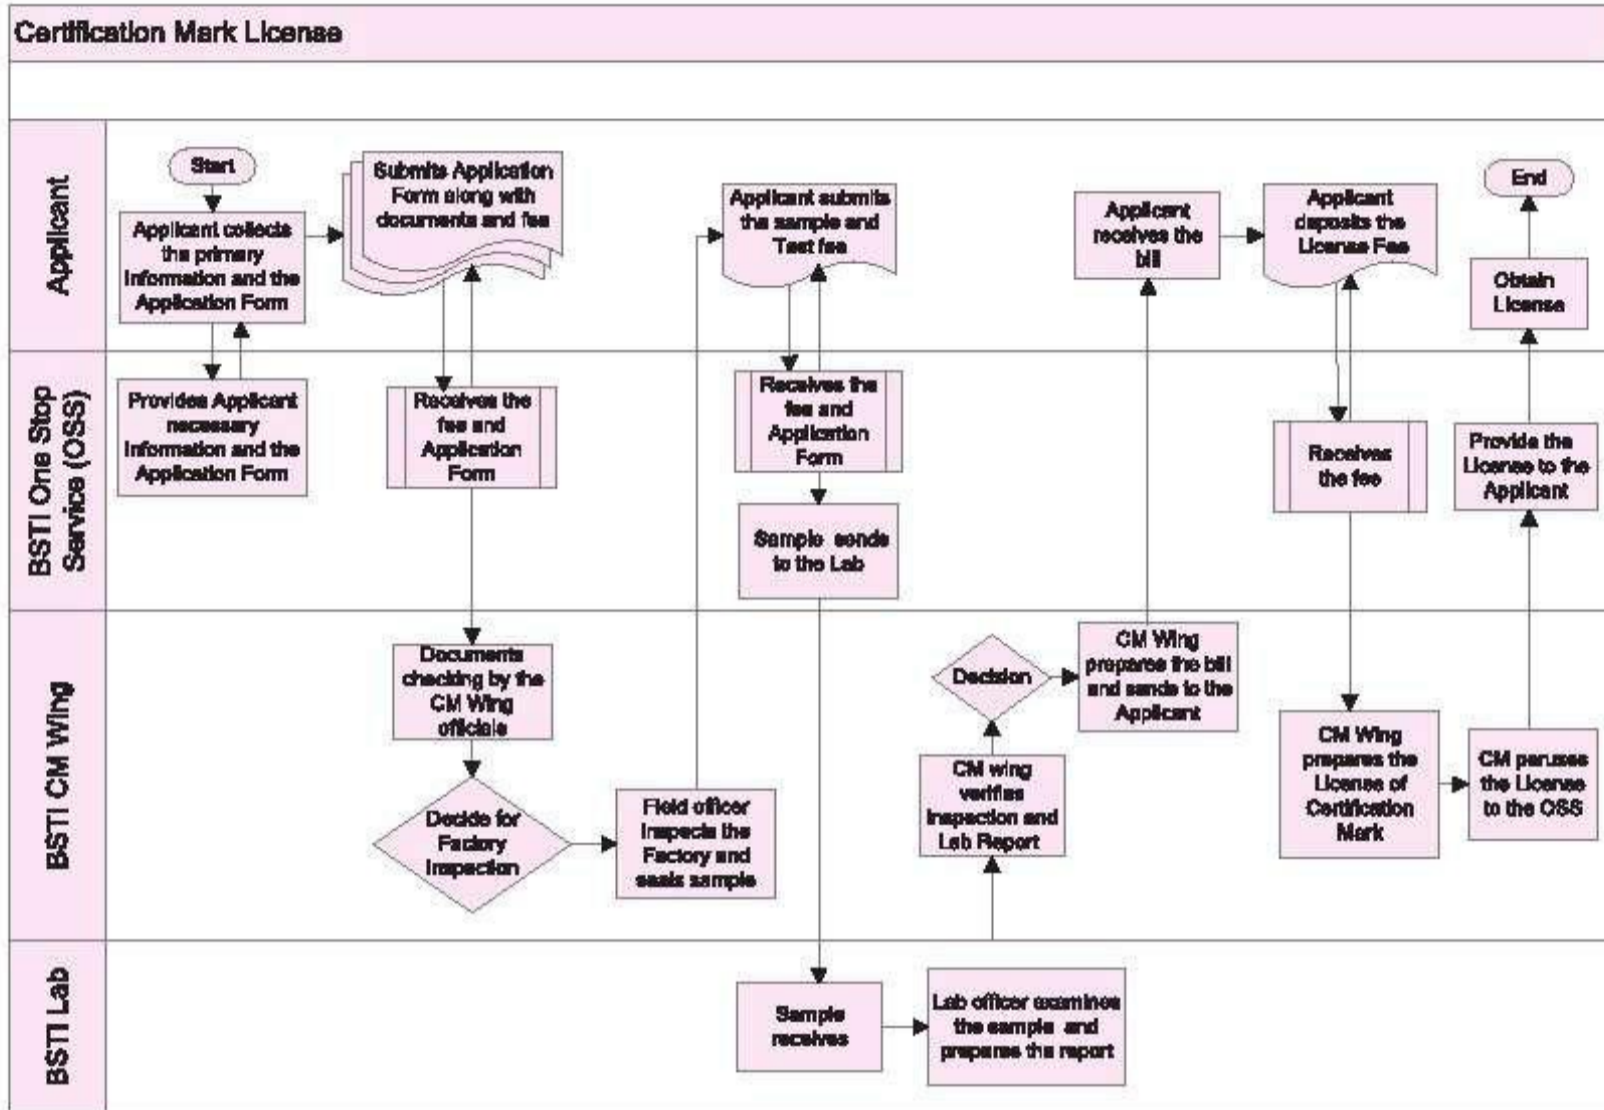 Certification Mark License
Applicant
Start
Applicant collects
the primary
Information and the
Application Form
Submits Application
Form along with
documents and fee
Applicant submits
the sample and
Test fee
Applicant
receives the
bill
Applicant
deposits the
License Fee
End
Obtain
License
BSTI One Stop
Service (OSS)
Provides Applicant
necessary
Information and the
Application Form
Receives the
fee and
Application
Form
Receives the
fee and
Application
Form
Sample sends
to the Lab
Receives
the fee
Provide the
License to the
Applicant
BSTI CM Wing
Documents
checking by the
CM Wing
officials
Decide for
Factory
Inspection
Field officer
Inspects the
Factory and
seals sample
CM wing
verifies
Inspection and
Lab Report
Decision
CM Wing
prepares the bill
and sends to the
Applicant
CM Wing
prepares the
License of
Certification
Mark
CM peruses
the License
to the OSS
BSTI Lab
Sample
receives
Lab officer examines
the sample and
prepares the report